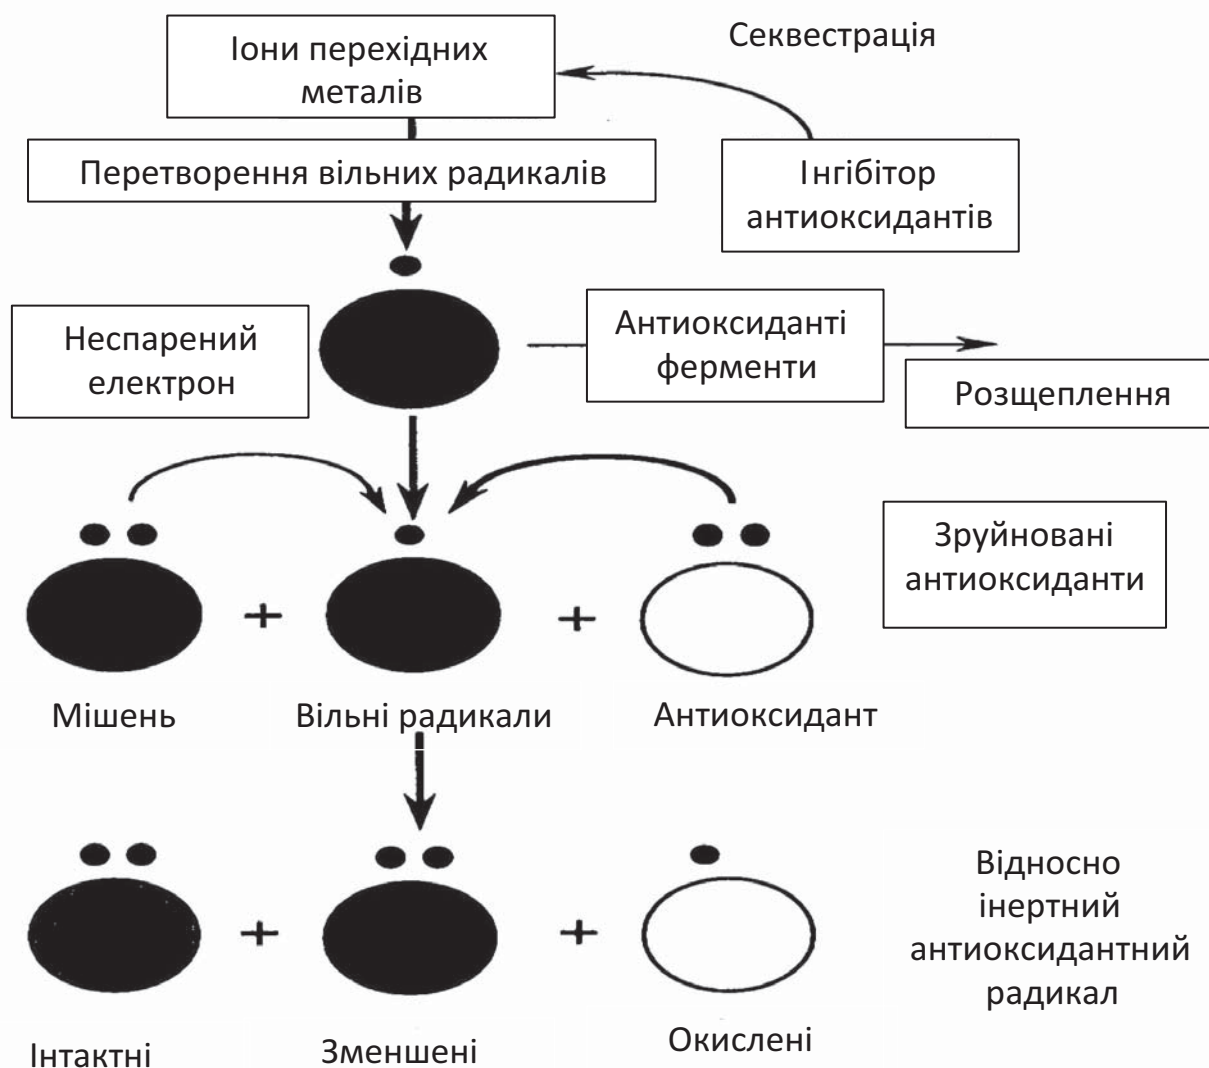 Іони перехідних
металів
Секвестрація
Перетворення вільних радикалів
Інгібітор
антиоксидантів
Неспарений
електрон
Антиоксиданті
ферменти
Розщеплення
Зруйновані
антиоксиданти
Мішень
Вільні радикали
Антиоксидант
Відносно
інертний
антиоксидантний
радикал
Інтактні
Зменшені
Окислені